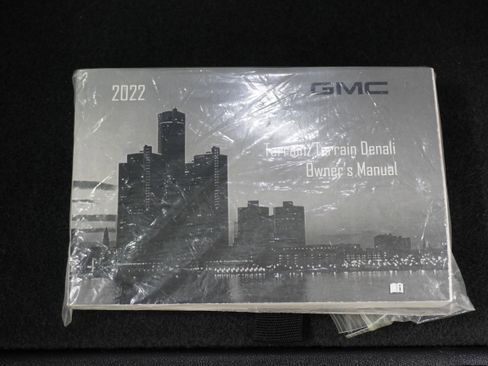 2022
GMC
Terrain/Terrain Denali
Owner's Manual